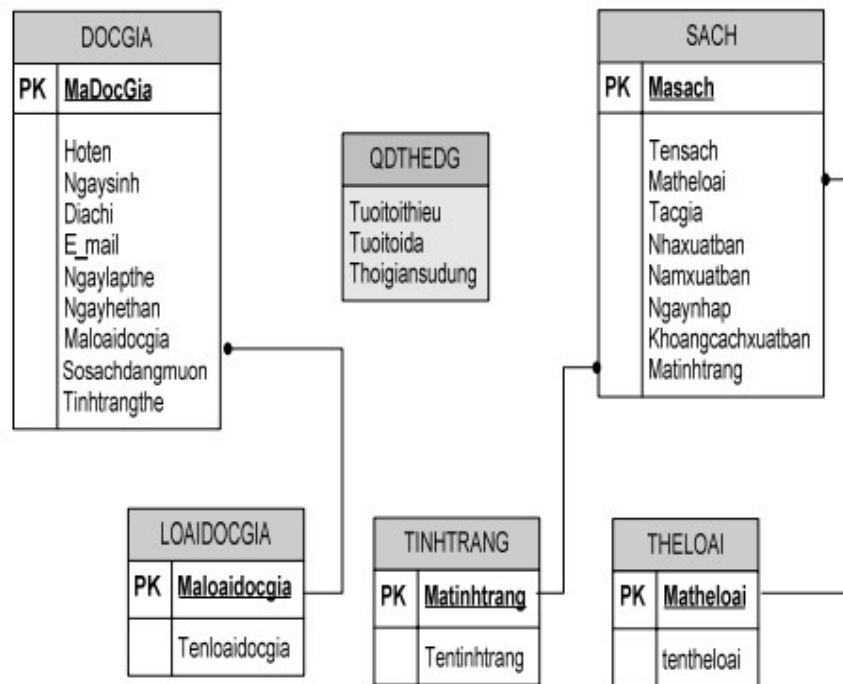 DOCGIA
PK MaDocGia
Hoten
Ngaysinh
Diachi
E_mail
Ngaylapthe
Ngayhethan
Maloaidocgia
Sosachdangmuon
Tinhtrangthe
QDTHEDG
Tuoitoithieu
Tuoitoida
Thoigiansudung
SACH
PK Masach
Tensach
Matheloai
Tacgia
Nhaxuatban
Namxuatban
Ngaynhap
Khoangcachxuatban
Matinhtrang
LOAIDOCGIA
PK Maloaidocgia
Tenloaidocgia
TINHTRANG
PK Matinhtrang
Tentinhtrang
THELOAI
PK Matheloai
tentheloai